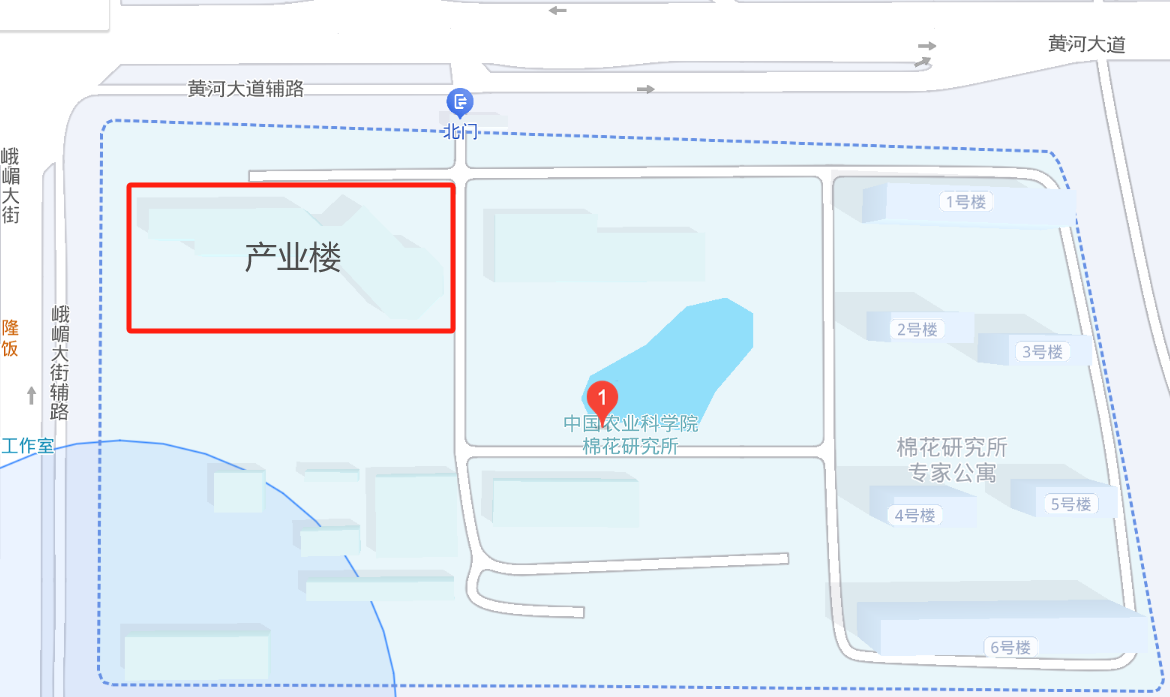 黄河大道
黄河大道辅路
北门
峨嵋大街
1号楼
产业楼
峨嵋大街辅路
隆
饭
2号楼
3号楼
1
中国农业科学院
棉花研究所
工作室
棉花研究所
专家公寓
4号楼
5号楼
6号楼